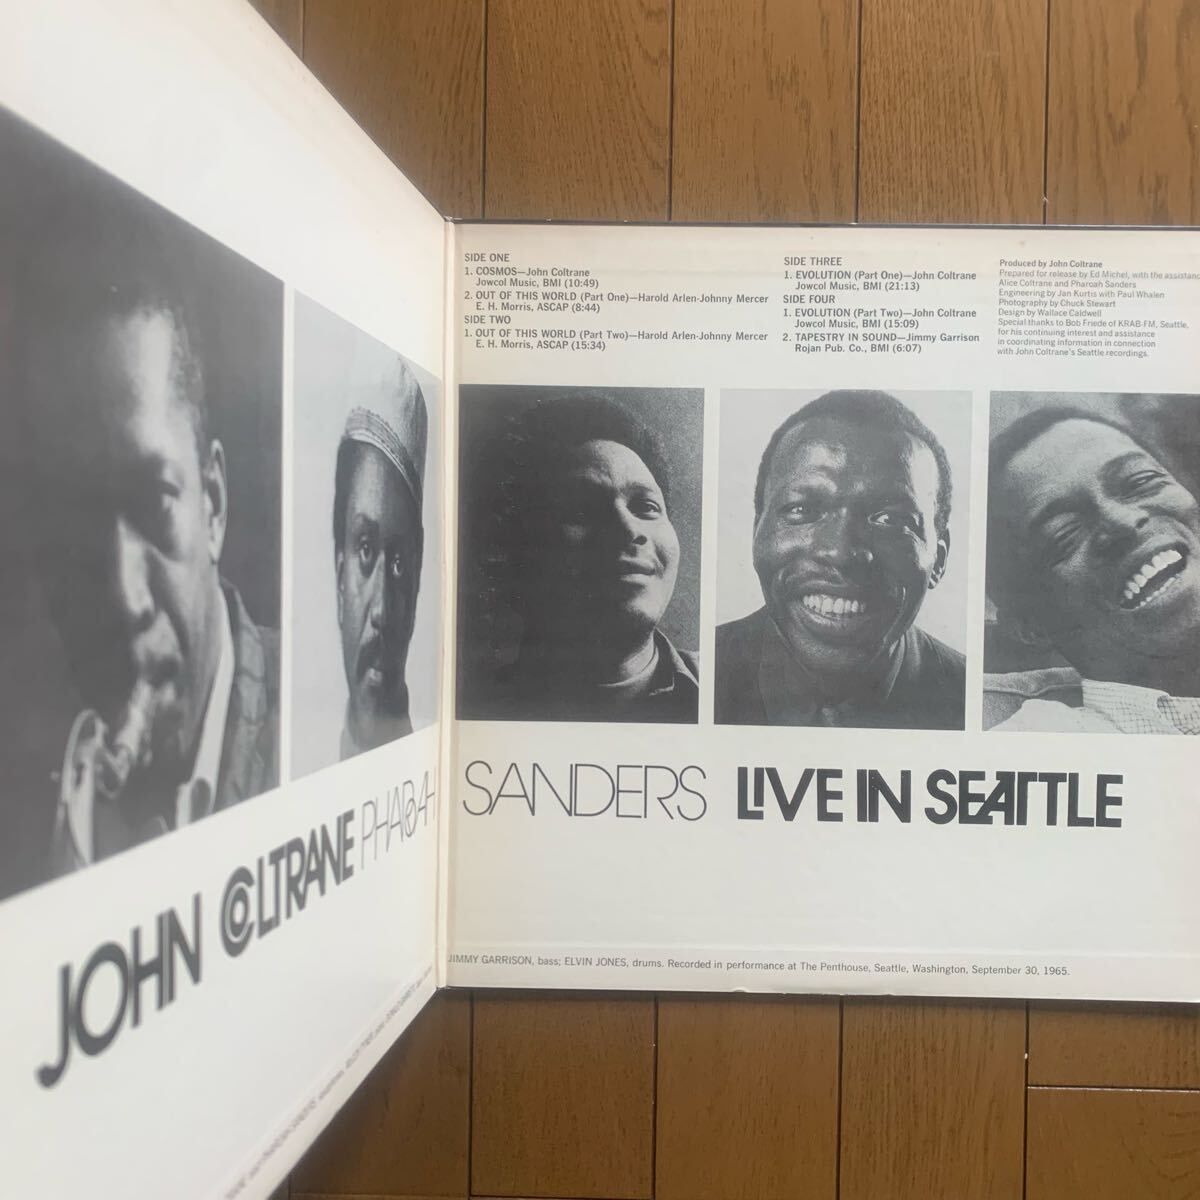 SIDE ONE
1. COSMOS—John Coltrane
Jowcol Music, BMI (10:49)
2. OUT OF THIS WORLD (Part One)—Harold Arlen-Johnny Mercer
E. H. Morris, ASCAP (8:44)
SIDE TWO
1. OUT OF THIS WORLD (Part Two)—Harold Arlen-Johnny Mercer
E. H. Morris, ASCAP (15:34)
SIDE THREE
1. EVOLUTION (Part One)—John Coltrane
Jowcol Music, BMI (21:13)
SIDE FOUR
1. EVOLUTION (Part Two)—John Coltrane
Jowcol Music, BMI (15:09)
2. TAPESTRY IN SOUND—Jimmy Garrison
Rojan Pub. Co., BMI (6:07)
Produced by John Coltrane
Prepared for release by Ed Michel, with the assistanc
Alice Coltrane and Pharoah Sanders
Engineering by Jan Kurtis with Paul Whalen
Photography by Chuck Stewart
Design by Wallace Caldwell
Special thanks to Bob Friede of KRAB-FM, Seattle,
for his continuing interest and assistance
in coordinating information in connection
with John Coltrane's Seattle recordings.
JOHN COLTRANE PHAROAH
SANDERS LIVE IN SEATTLE
JIMMY GARRISON, bass; ELVIN JONES, drums. Recorded in performance at The Penthouse, Seattle, Washington, September 30, 1965.